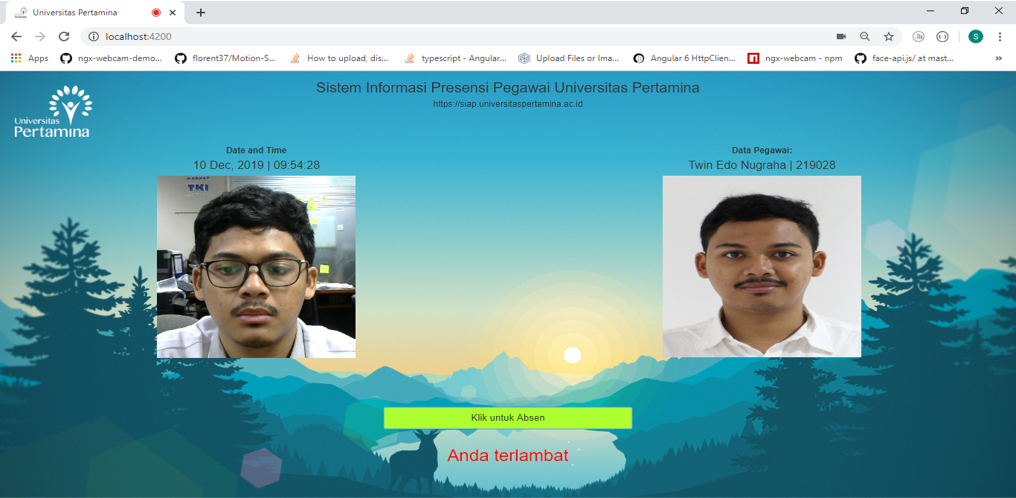 Universitas Pertamina
localhost:4200
Apps
ngx-webcam-demo...
florent37/Motion-S...
How to upload, dis...
typescript - Angular...
Upload Files or Ima...
Angular 6 HttpClien...
ngx-webcam - npm
face-api.js/ at mast...
»
Universitas
Pertamina
Sistem Informasi Presensi Pegawai Universitas Pertamina
https://siap.universitaspertamina.ac.id
Date and Time
10 Dec, 2019 | 09:54:28
Data Pegawai:
Twin Edo Nugraha | 219028
TKI
Klik untuk Absen
Anda terlambat